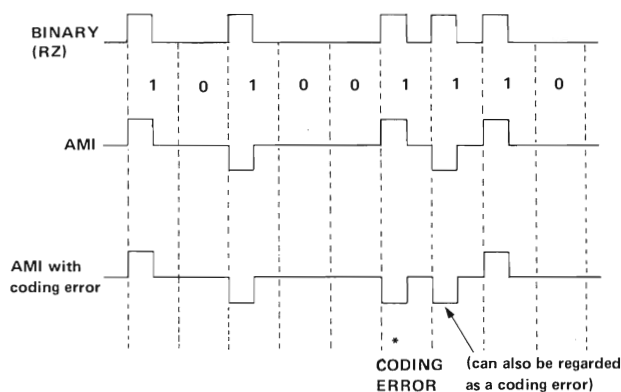 BINARY
(RZ)
1 0 1 0 0 1 1 1 0
AMI
AMI with
coding error
*
CODING
ERROR
(can also be regarded
as a coding error)